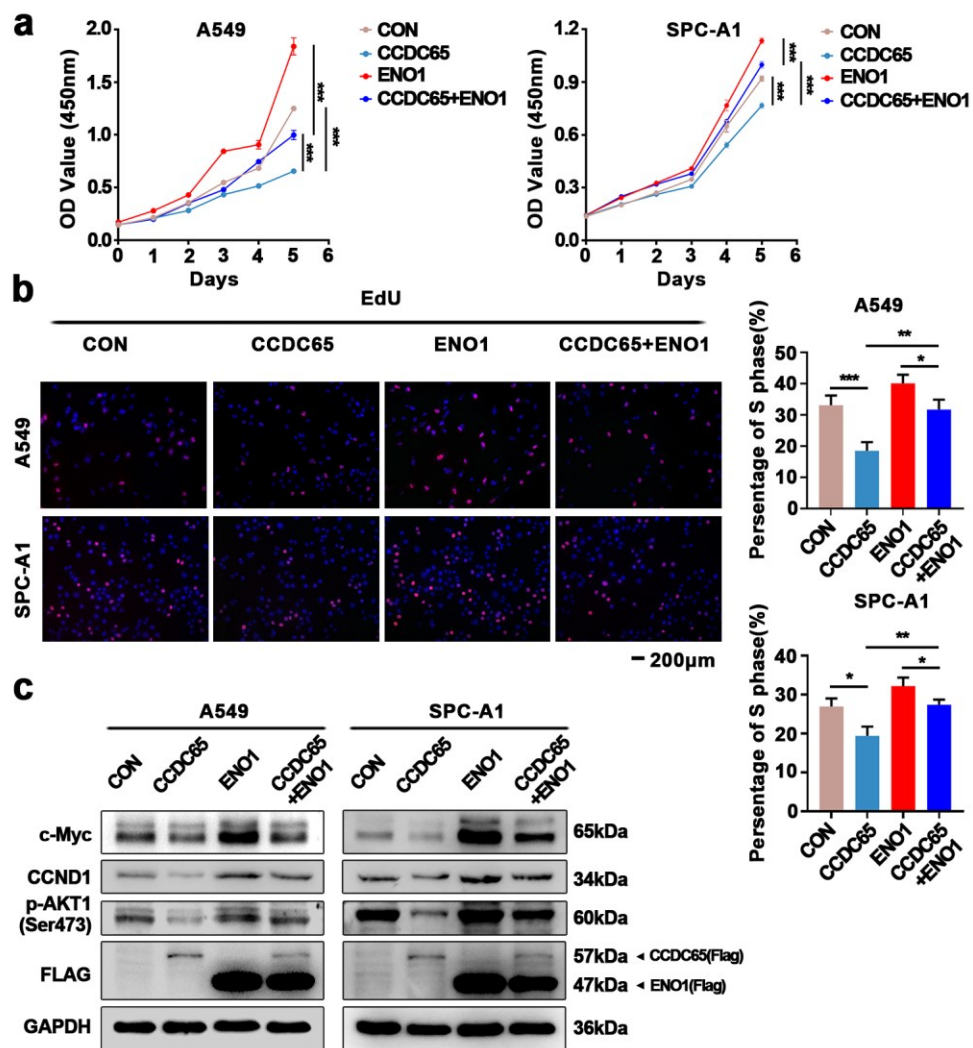 a
A549
2.0
1.5
1.0
0.5
0.0
OD Value (450nm)
0 1 2 3 4 5 6
Days
CON
CCDC65
ENO1
CCDC65+ENO1
***
***
***
SPC-A1
1.2
0.9
0.6
0.3
0.0
OD Value (450nm)
0 1 2 3 4 5 6
Days
CON
CCDC65
ENO1
CCDC65+ENO1
***
***
***
b
EdU
CON CCDC65 ENO1 CCDC65+ENO1
A549
SPC-A1
200μm
A549
Persentage of S phase(%)
50
40
30
20
10
0
***
**
*
CON
CCDC65
ENO1
CCDC65
+ENO1
SPC-A1
Persentage of S phase(%)
40
30
20
10
0
*
**
*
CON
CCDC65
ENO1
CCDC65
+ENO1
c
A549 SPC-A1
CON CCDC65 ENO1 CCDC65
+ENO1
CON CCDC65 ENO1 CCDC65
+ENO1
c-Myc 65kDa
CCND1 34kDa
p-AKT1
(Ser473) 60kDa
FLAG
57kDa ◄ CCDC65(Flag)
47kDa ◄ ENO1(Flag)
GAPDH 36kDa